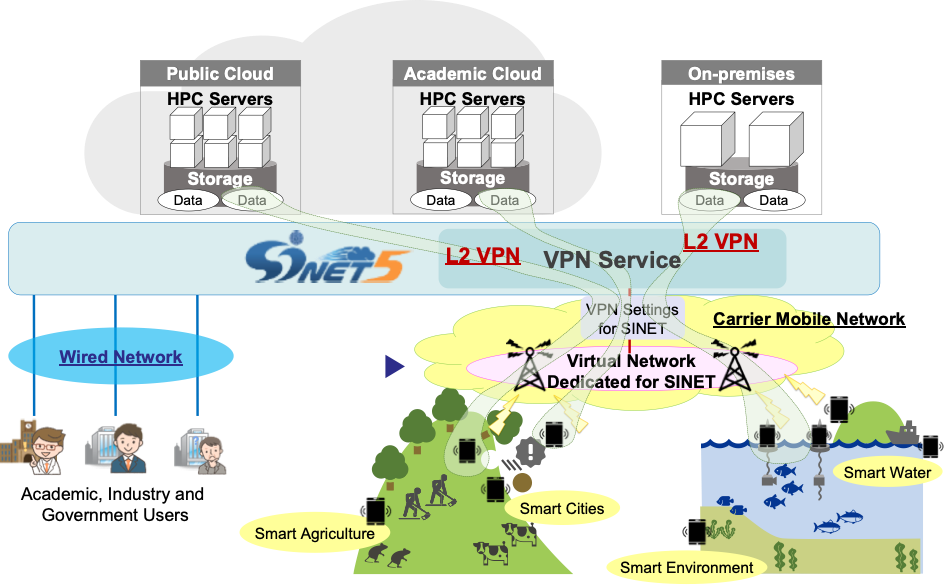 Public Cloud
HPC Servers
Storage
Data
Data
Academic Cloud
HPC Servers
Storage
Data
Data
On-premises
HPC Servers
Storage
Data
Data
SINET5
L2 VPN
VPN Service
L2 VPN
VPN Settings
for SINET
Carrier Mobile Network
Virtual Network
Dedicated for SINET
Wired Network
Academic, Industry and
Government Users
Smart Agriculture
Smart Cities
Smart Water
Smart Environment